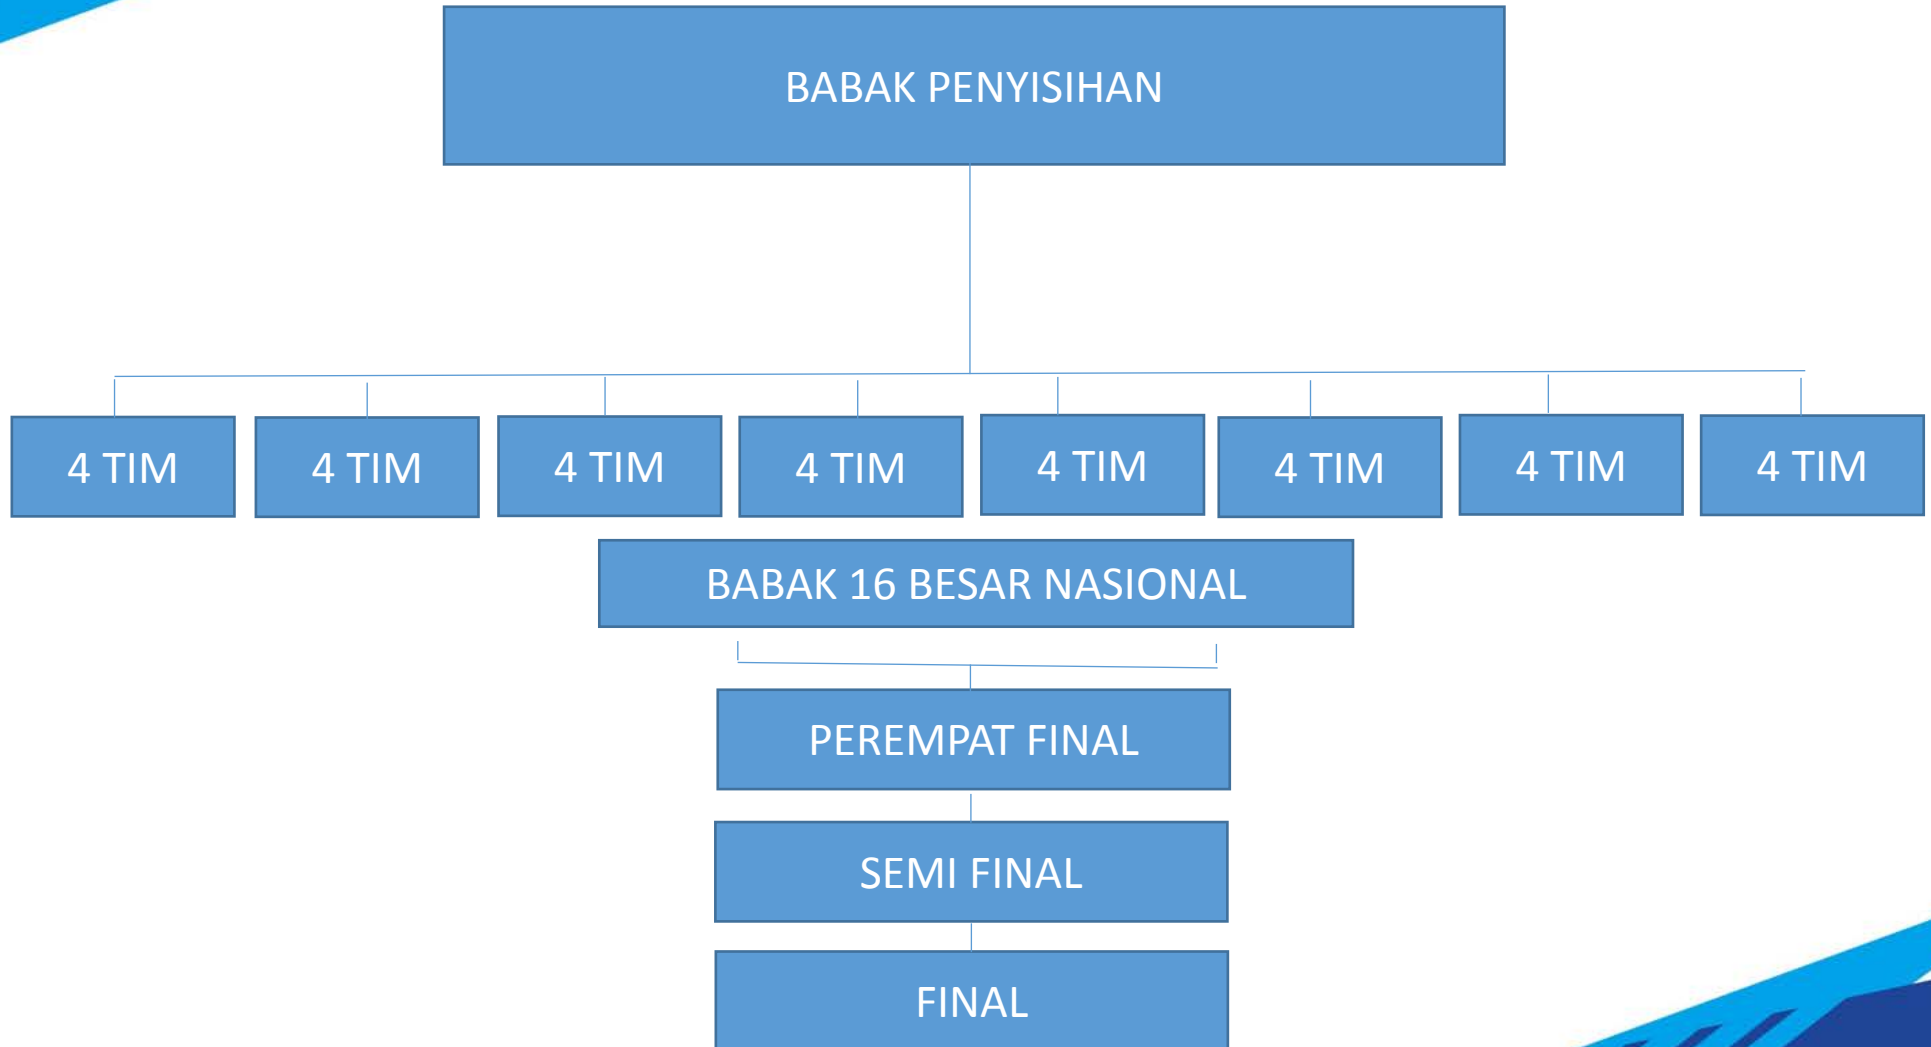 BABAK PENYISIHAN
4 TIM
4 TIM
4 TIM
4 TIM
4 TIM
4 TIM
4 TIM
4 TIM
BABAK 16 BESAR NASIONAL
PEREMPAT FINAL
SEMI FINAL
FINAL